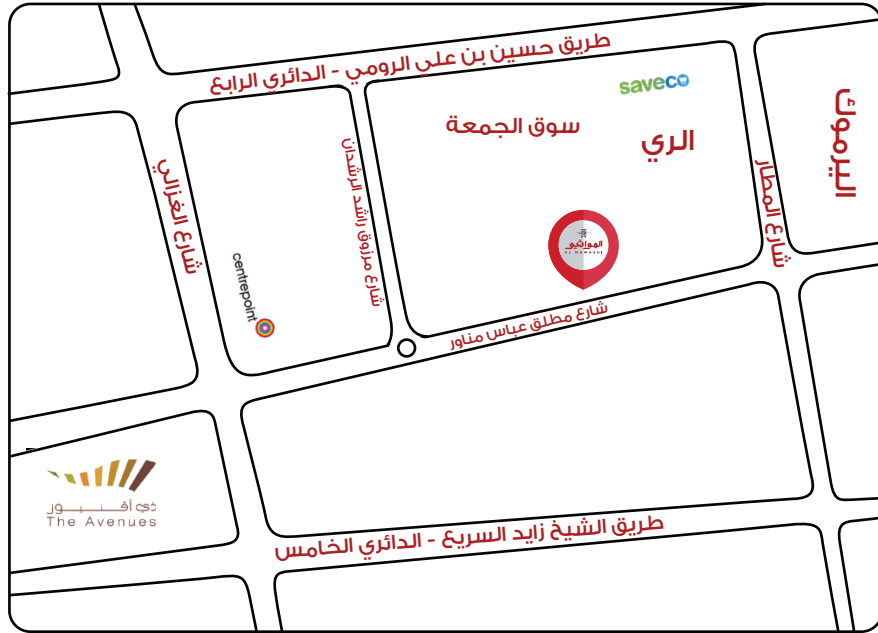 طريق حسين بن علي الرومي - الدائري الرابع
saveco
سوق الجمعة
الري
اليرموك
شارع الغزالي
شارع مرزوق راشد الرشدان
شارع المطار
المواشي
AL MAWASHI
centrepoint
شارع مطلق عباس مناور
ذي أڤنيوز
The Avenues
طريق الشيخ زايد السريع - الدائري الخامس